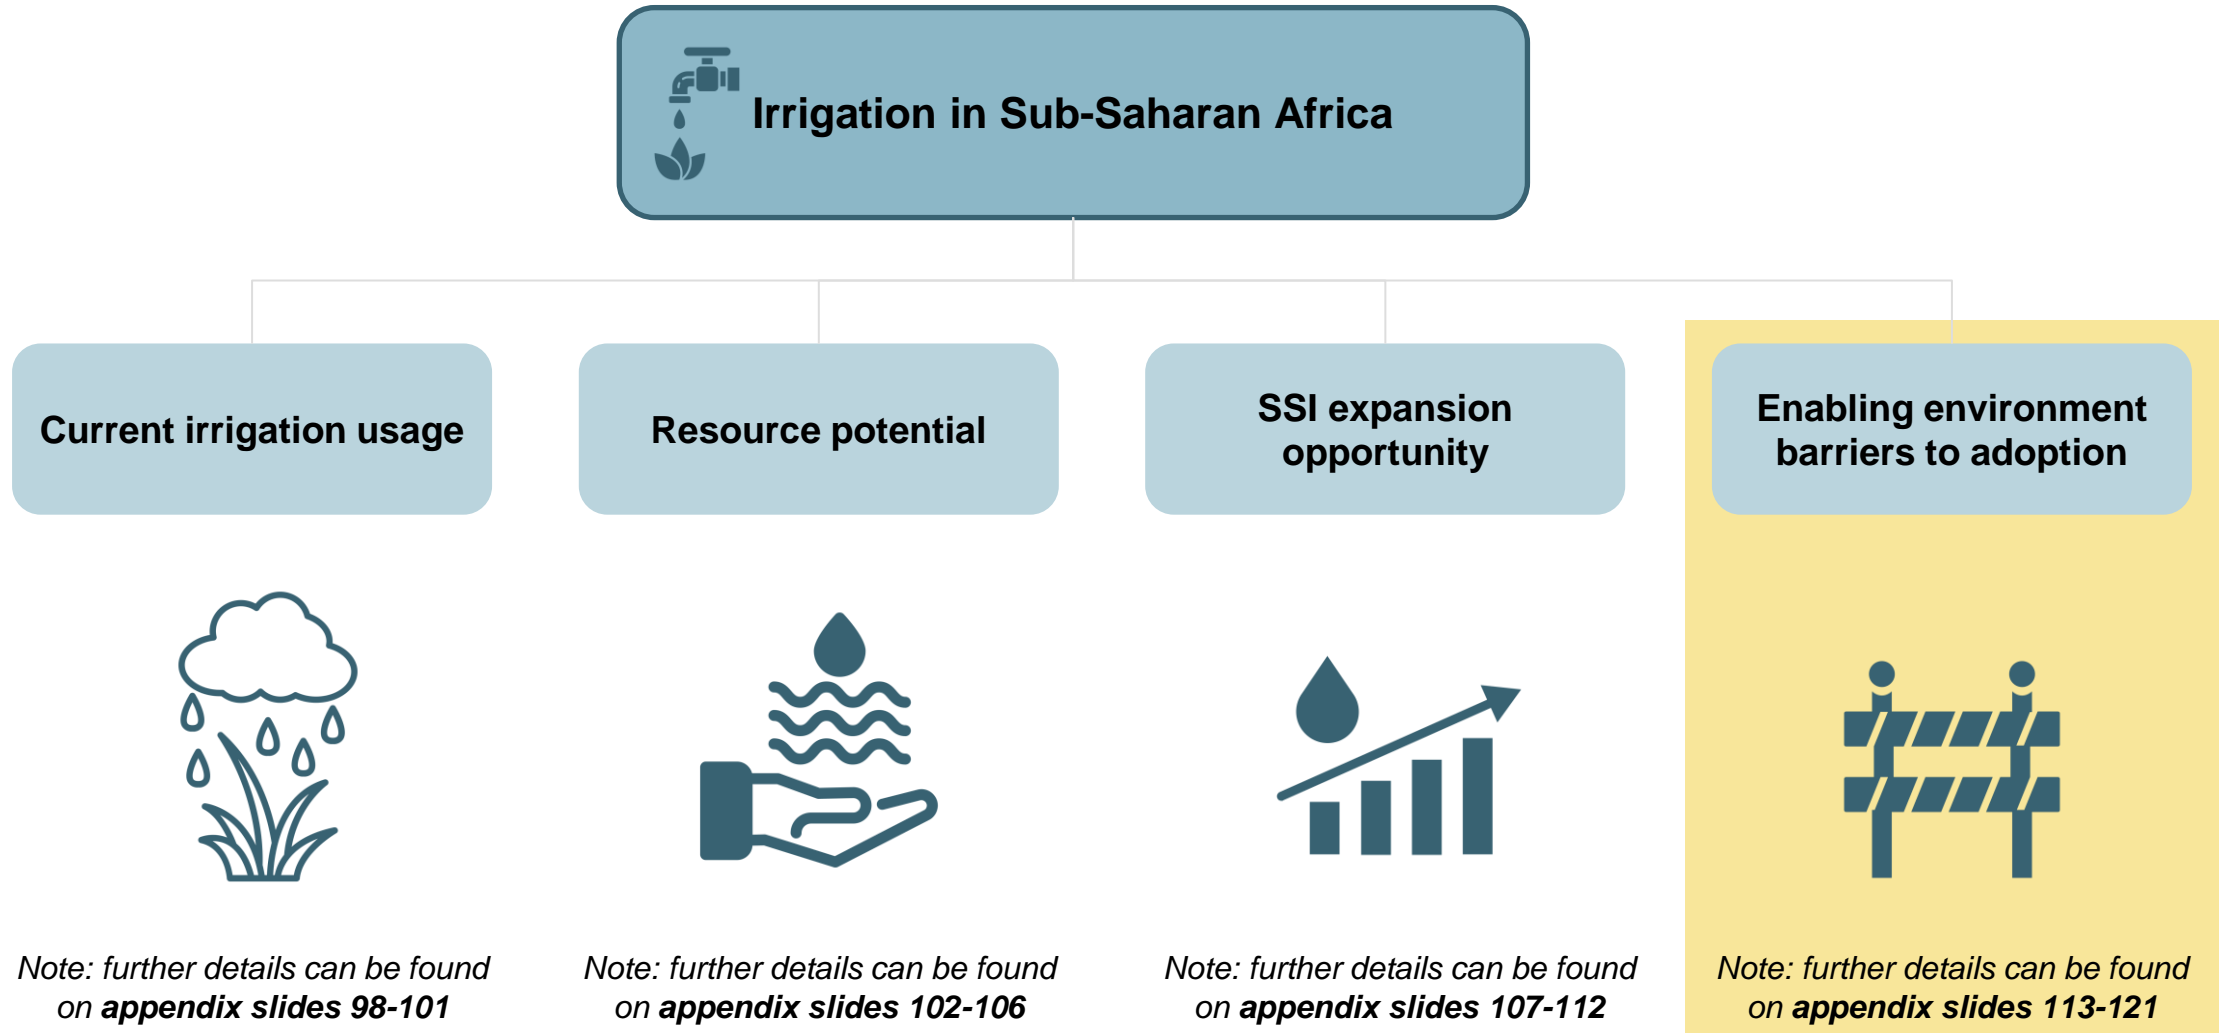 Irrigation in Sub-Saharan Africa
Current irrigation usage
Resource potential
SSI expansion
opportunity
Enabling environment
barriers to adoption
Note: further details can be found
on appendix slides 98-101
Note: further details can be found
on appendix slides 102-106
Note: further details can be found
on appendix slides 107-112
Note: further details can be found
on appendix slides 113-121